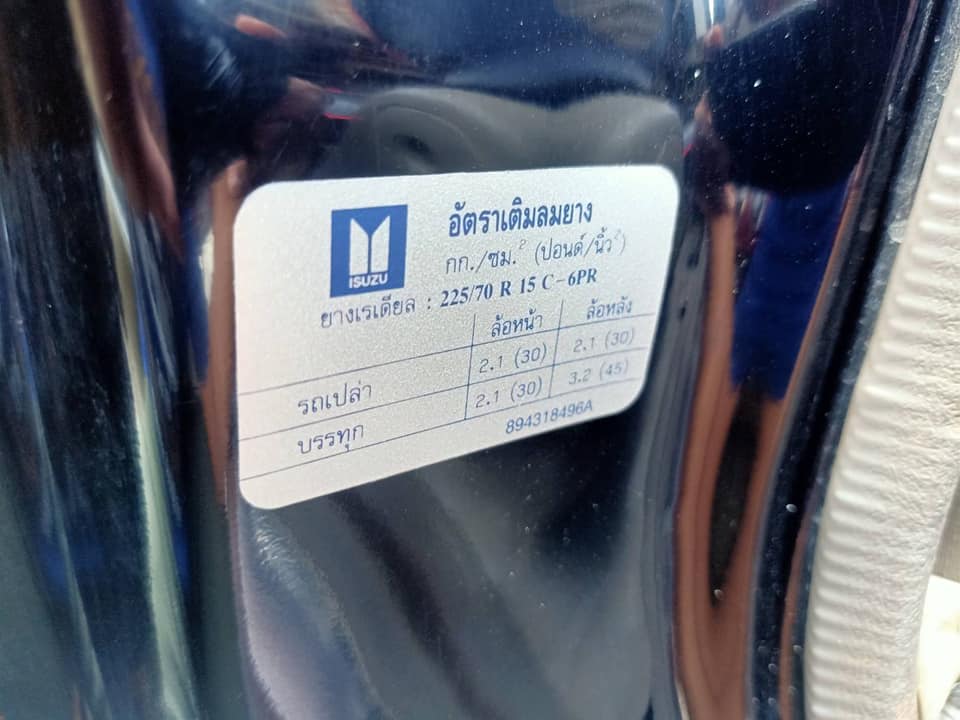 ISUZU
อัตราเติมลมยาง
กก./ซม.² (ปอนด์/นิ้ว²)
ยางเรเดียล : 225/70 R 15 C-6PR
ล้อหน้า ล้อหลัง
รถเปล่า 2.1 (30) 2.1 (30)
บรรทุก 2.1 (30) 3.2 (45)
894318496A